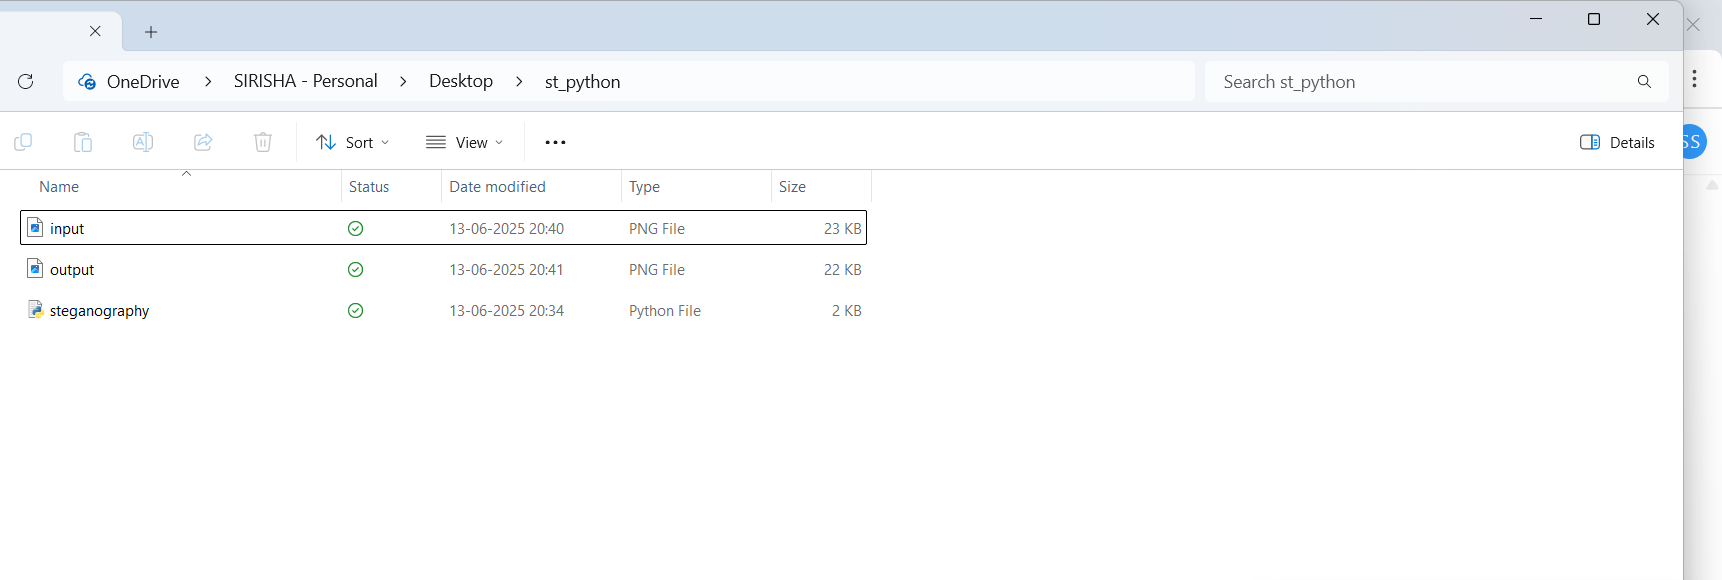 OneDrive > SIRISHA - Personal > Desktop > st_python
Search st_python
Sort View ... Details
SS
Name Status Date modified Type Size
input 13-06-2025 20:40 PNG File 23 KB
output 13-06-2025 20:41 PNG File 22 KB
steganography 13-06-2025 20:34 Python File 2 KB